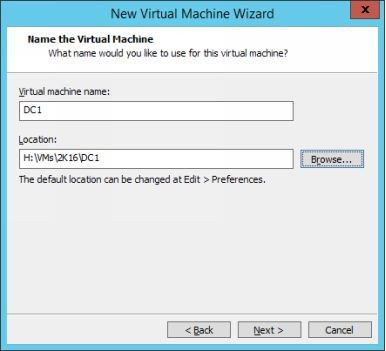 New Virtual Machine Wizard
x
Name the Virtual Machine
What name would you like to use for this virtual machine?
Virtual machine name:
DC1
Location:
H:\VMs\2K16\DC1
Browse...
The default location can be changed at Edit > Preferences.
< Back
Next >
Cancel